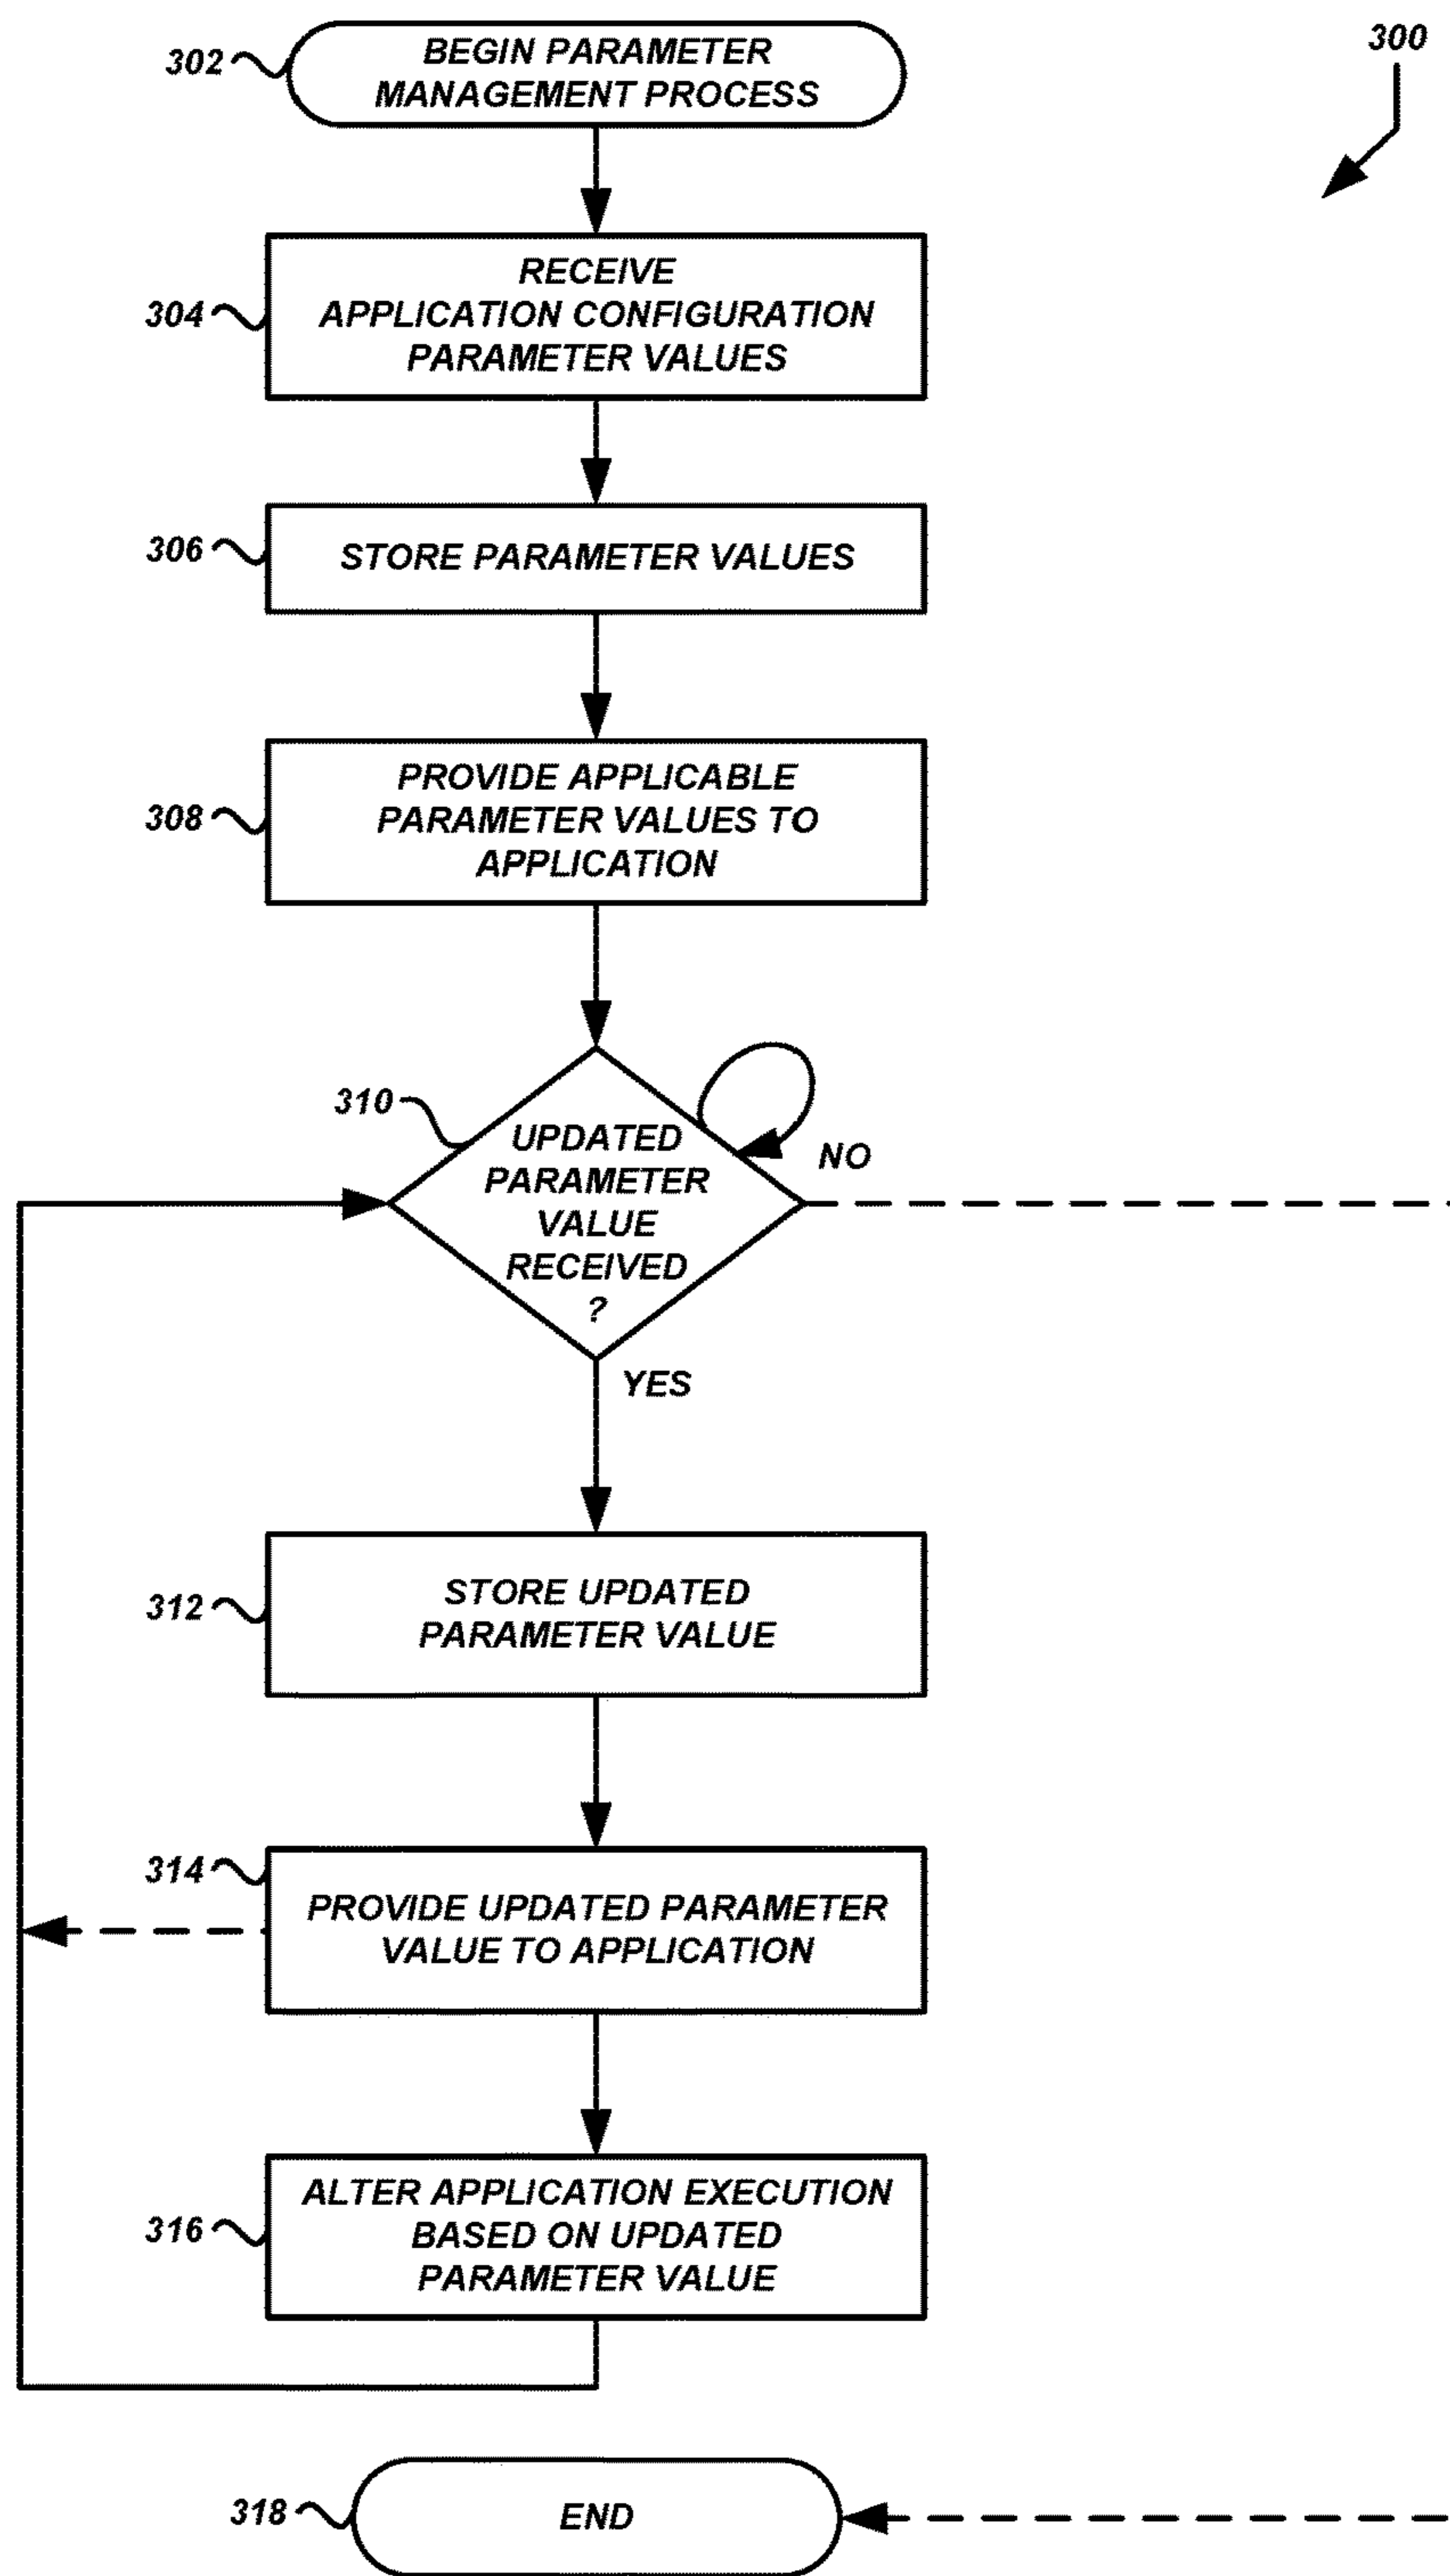 300
302
BEGIN PARAMETER
MANAGEMENT PROCESS
304
RECEIVE
APPLICATION CONFIGURATION
PARAMETER VALUES
306
STORE PARAMETER VALUES
308
PROVIDE APPLICABLE
PARAMETER VALUES TO
APPLICATION
310
UPDATED
PARAMETER
VALUE
RECEIVED
?
NO
YES
312
STORE UPDATED
PARAMETER VALUE
314
PROVIDE UPDATED PARAMETER
VALUE TO APPLICATION
316
ALTER APPLICATION EXECUTION
BASED ON UPDATED
PARAMETER VALUE
318
END